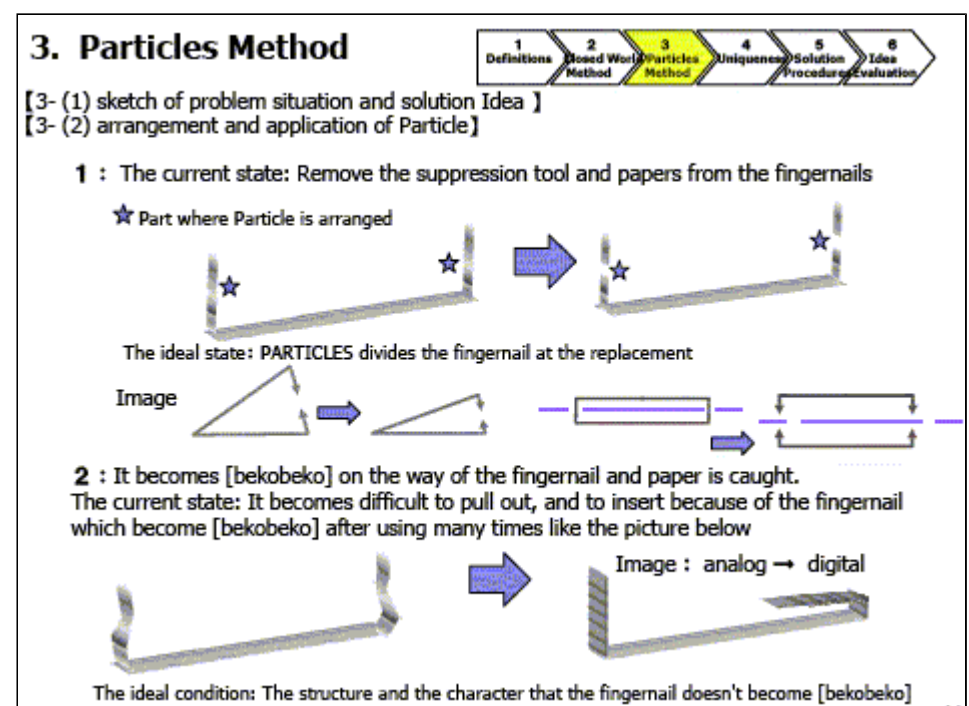 3. Particles Method
1 Definitions
2 Closed World Method
3 Particles Method
4 Uniqueness
5 Solution Procedures
6 Idea Evaluation
【3- (1) sketch of problem situation and solution Idea 】
【3- (2) arrangement and application of Particle】
1 : The current state: Remove the suppression tool and papers from the fingernails
☆ Part where Particle is arranged
The ideal state: PARTICLES divides the fingernail at the replacement
Image
2 : It becomes [bekobeko] on the way of the fingernail and paper is caught.
The current state: It becomes difficult to pull out, and to insert because of the fingernail
which become [bekobeko] after using many times like the picture below
Image : analog → digital
The ideal condition: The structure and the character that the fingernail doesn't become [bekobeko]